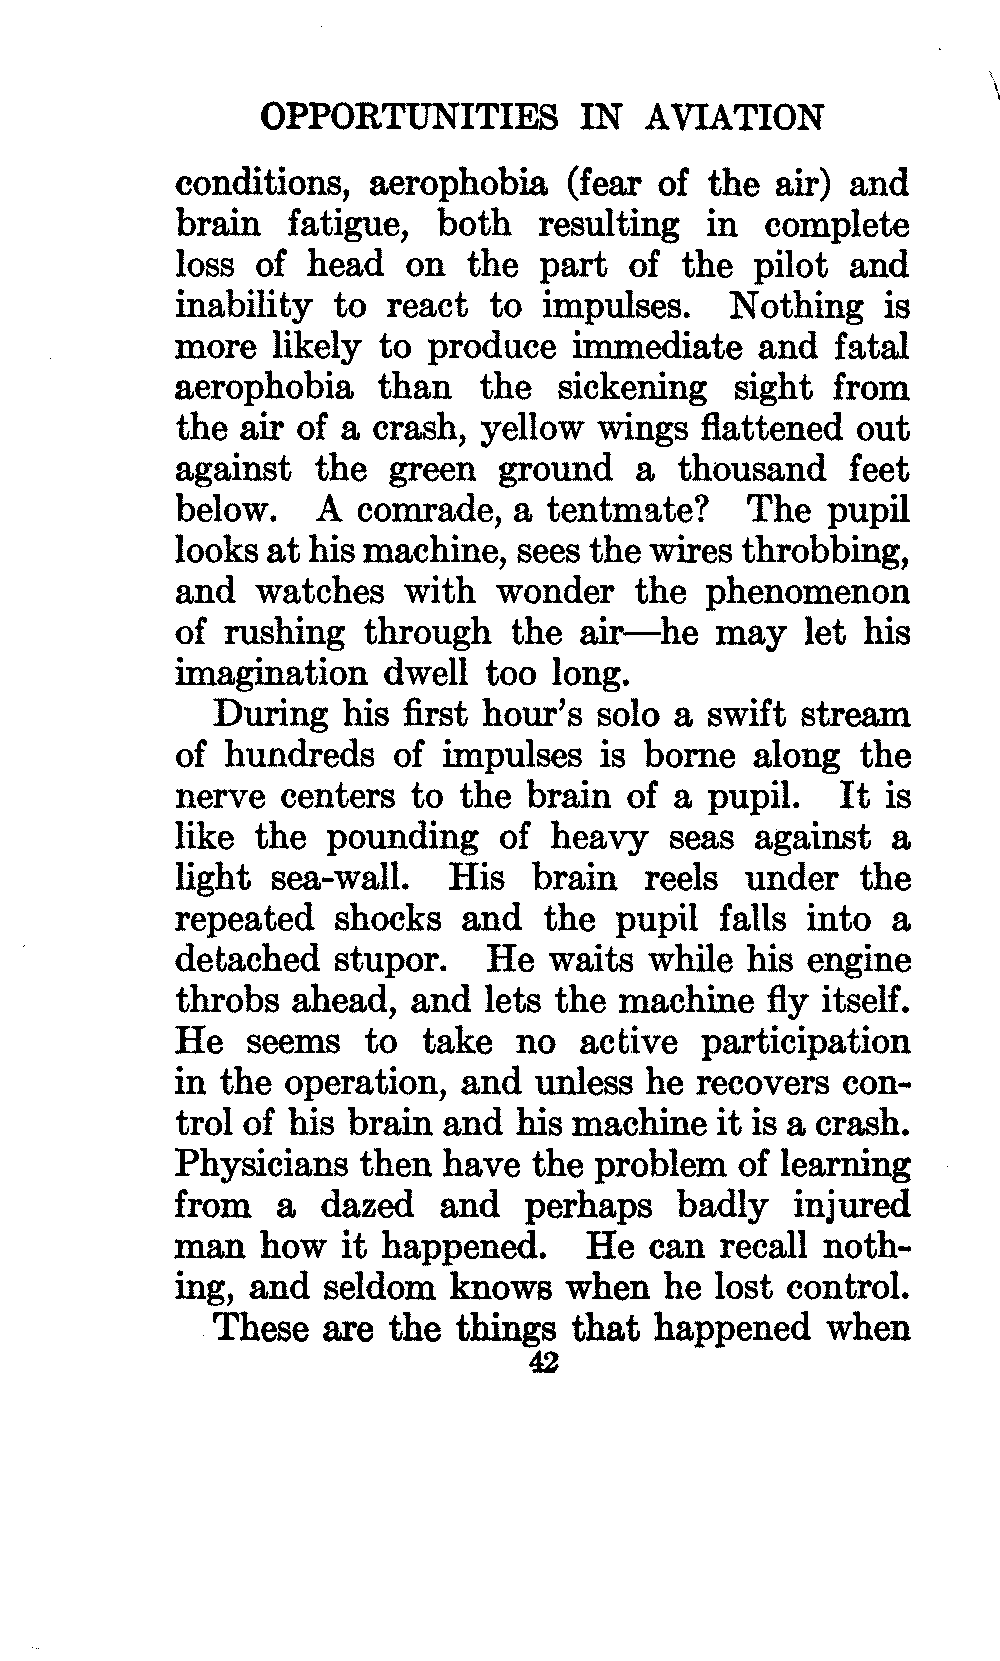 OPPORTUNITIES IN AVIATION
conditions, aerophobia (fear of the air) and
brain fatigue, both resulting in complete
loss of head on the part of the pilot and
inability to react to impulses. Nothing is
more likely to produce immediate and fatal
aerophobia than the sickening sight from
the air of a crash, yellow wings flattened out
against the green ground a thousand feet
below. A comrade, a tentmate? The pupil
looks at his machine, sees the wires throbbing,
and watches with wonder the phenomenon
of rushing through the air—he may let his
imagination dwell too long.
During his first hour's solo a swift stream
of hundreds of impulses is borne along the
nerve centers to the brain of a pupil. It is
like the pounding of heavy seas against a
light sea-wall. His brain reels under the
repeated shocks and the pupil falls into a
detached stupor. He waits while his engine
throbs ahead, and lets the machine fly itself.
He seems to take no active participation
in the operation, and unless he recovers con-
trol of his brain and his machine it is a crash.
Physicians then have the problem of learning
from a dazed and perhaps badly injured
man how it happened. He can recall noth-
ing, and seldom knows when he lost control.
These are the things that happened when
42